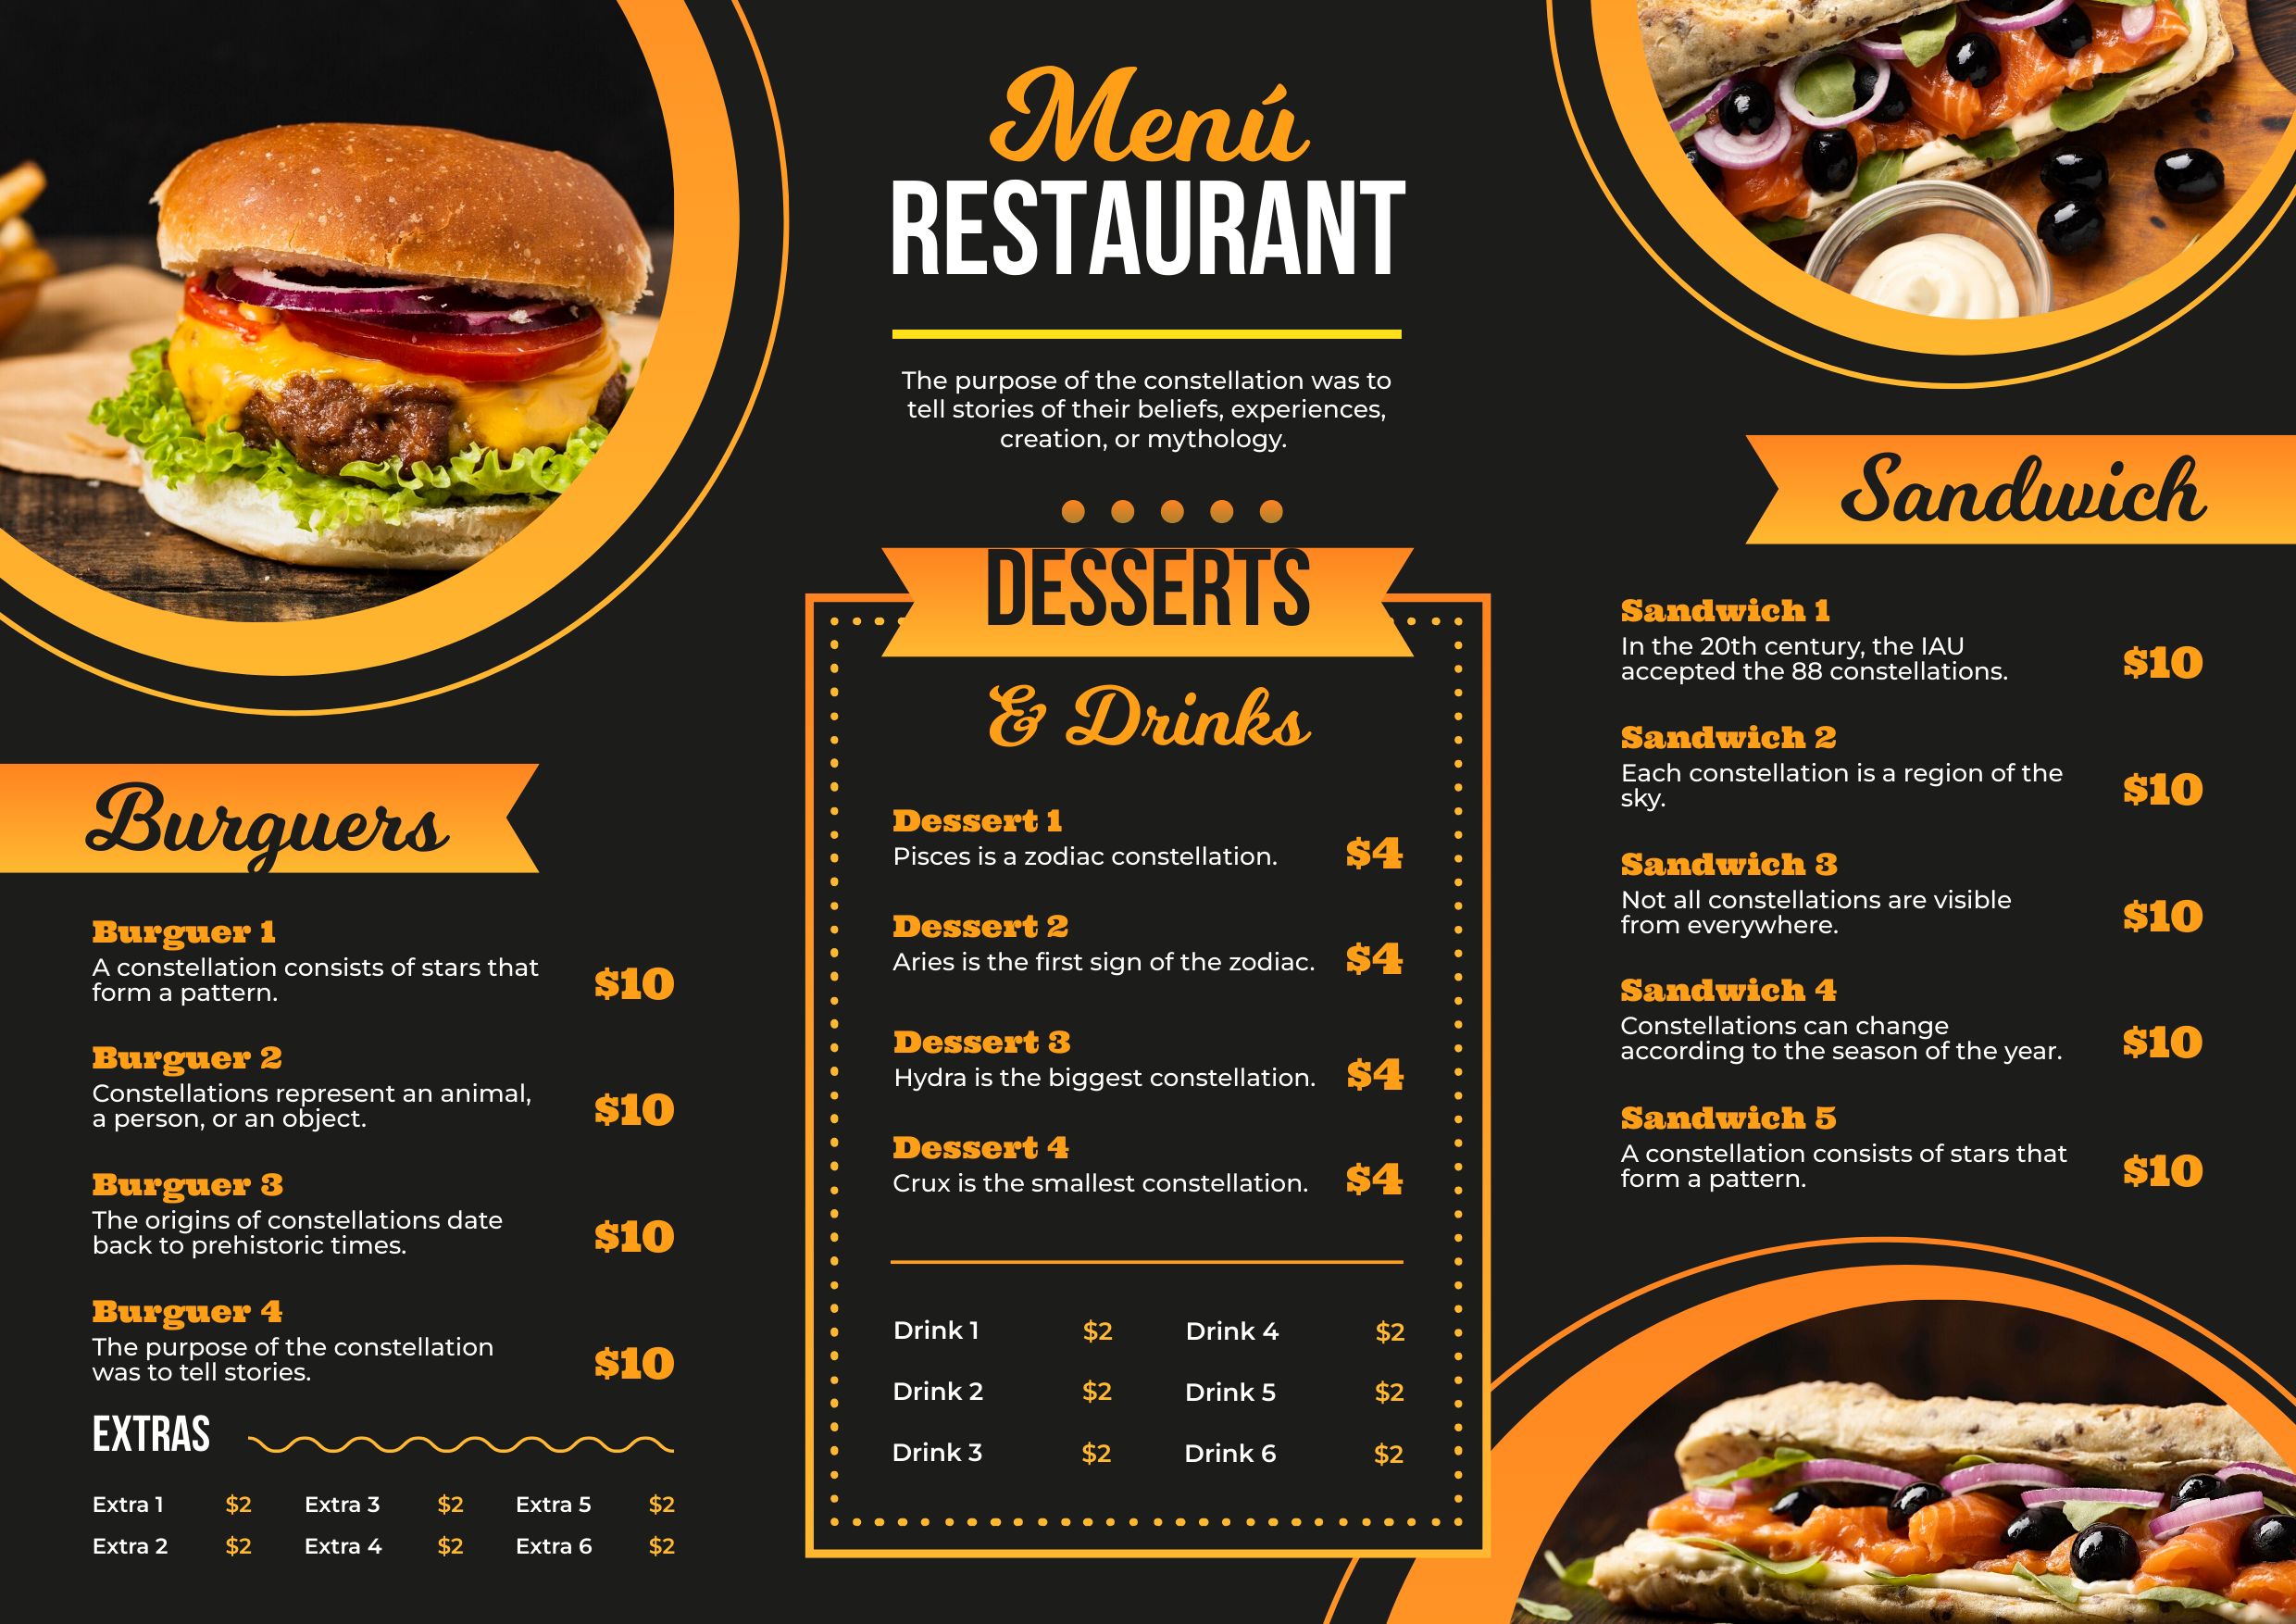 Menú
RESTAURANT
The purpose of the constellation was to
tell stories of their beliefs, experiences,
creation, or mythology.
Burguers
Burguer 1
A constellation consists of stars that
form a pattern.
$10
Burguer 2
Constellations represent an animal,
a person, or an object.
$10
Burguer 3
The origins of constellations date
back to prehistoric times.
$10
Burguer 4
The purpose of the constellation
was to tell stories.
$10
EXTRAS
Extra 1 $2 Extra 3 $2 Extra 5 $2
Extra 2 $2 Extra 4 $2 Extra 6 $2
DESSERTS
& Drinks
Dessert 1
Pisces is a zodiac constellation. $4
Dessert 2
Aries is the first sign of the zodiac. $4
Dessert 3
Hydra is the biggest constellation. $4
Dessert 4
Crux is the smallest constellation. $4
Drink 1 $2 Drink 4 $2
Drink 2 $2 Drink 5 $2
Drink 3 $2 Drink 6 $2
Sandwich
Sandwich 1
In the 20th century, the IAU
accepted the 88 constellations.
$10
Sandwich 2
Each constellation is a region of the
sky.
$10
Sandwich 3
Not all constellations are visible
from everywhere.
$10
Sandwich 4
Constellations can change
according to the season of the year.
$10
Sandwich 5
A constellation consists of stars that
form a pattern.
$10